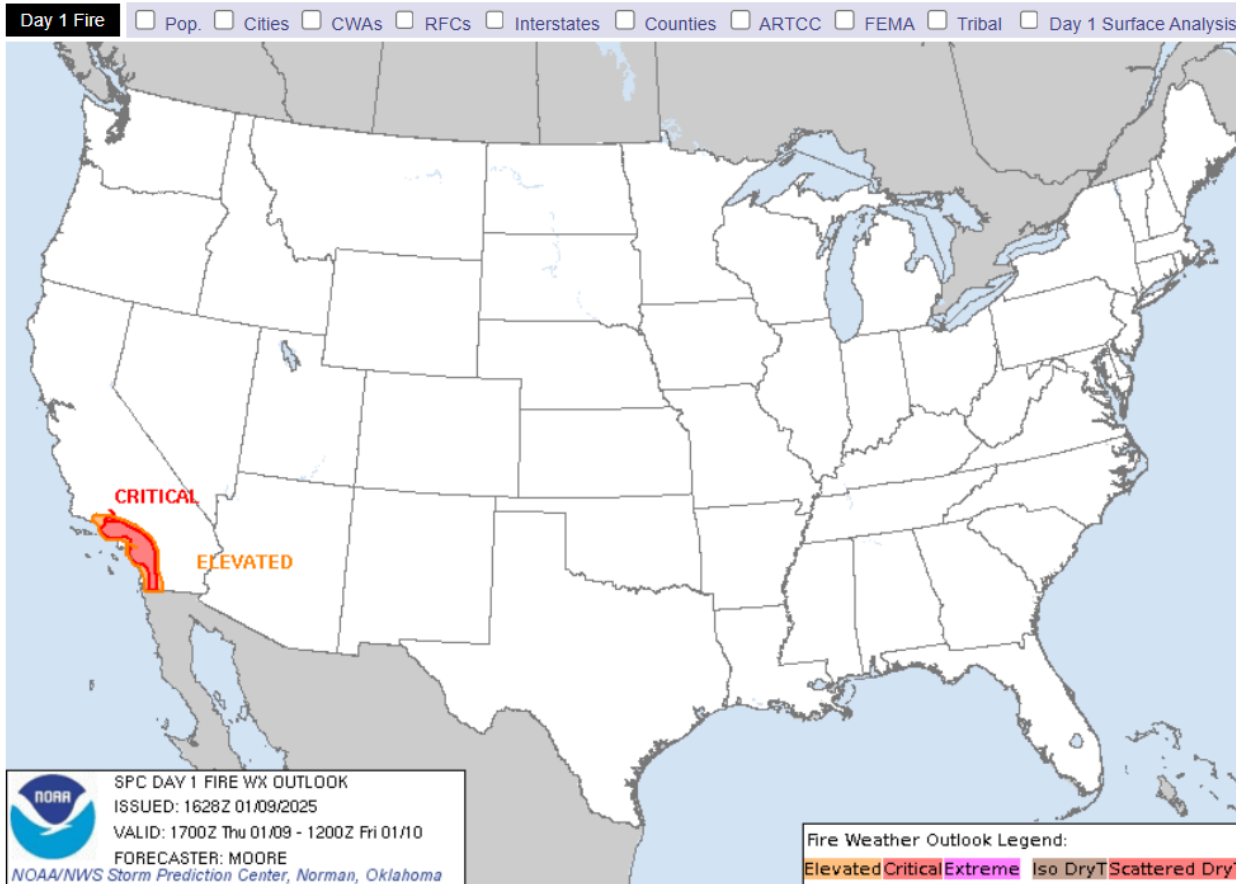 Day 1 Fire Pop. Cities CWAs RFCs Interstates Counties ARTCC FEMA Tribal Day 1 Surface Analysis
CRITICAL
ELEVATED
NOAA
SPC DAY 1 FIRE WX OUTLOOK
ISSUED: 1628Z 01/09/2025
VALID: 1700Z Thu 01/09 - 1200Z Fri 01/10
FORECASTER: MOORE
NOAA/NWS Storm Prediction Center, Norman, Oklahoma
Fire Weather Outlook Legend:
Elevated Critical Extreme Iso DryT Scattered DryT